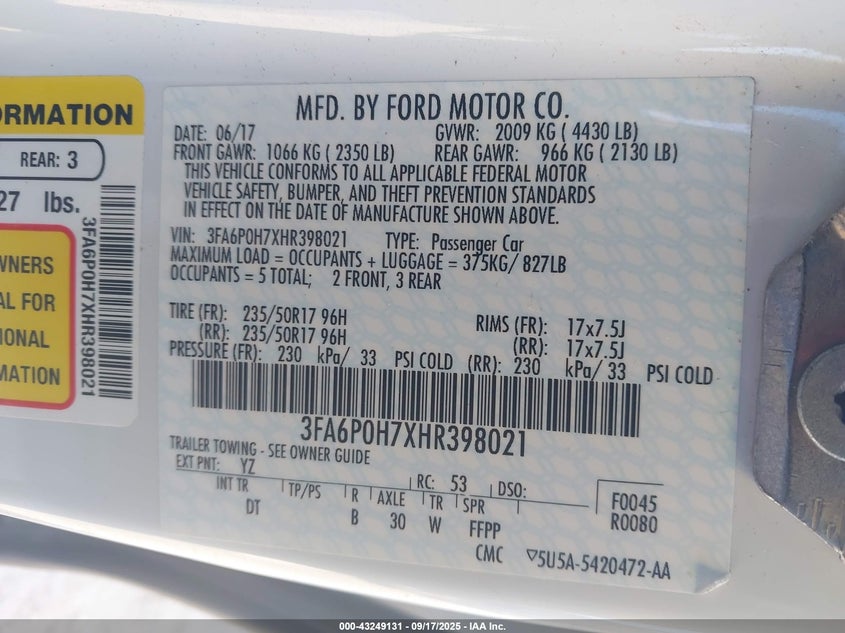 ORMATION
REAR: 3
27 lbs.
3FA6P0H7XHR398021
WNERS
AL FOR
IONAL
MATION
MFD. BY FORD MOTOR CO.
DATE: 06/17 GVWR: 2009 KG ( 4430 LB)
FRONT GAWR: 1066 KG ( 2350 LB) REAR GAWR: 966 KG ( 2130 LB)
THIS VEHICLE CONFORMS TO ALL APPLICABLE FEDERAL MOTOR
VEHICLE SAFETY, BUMPER, AND THEFT PREVENTION STANDARDS
IN EFFECT ON THE DATE OF MANUFACTURE SHOWN ABOVE.
VIN: 3FA6P0H7XHR398021 TYPE: Passenger Car
MAXIMUM LOAD = OCCUPANTS + LUGGAGE = 375KG/ 827LB
OCCUPANTS = 5 TOTAL; 2 FRONT, 3 REAR
TIRE (FR): 235/50R17 96H RIMS (FR): 17x7.5J
(RR): 235/50R17 96H (RR): 17x7.5J
PRESSURE (FR): 230 kPa/ 33 PSI COLD (RR): 230 kPa/ 33 PSI COLD
3FA6P0H7XHR398021
TRAILER TOWING - SEE OWNER GUIDE
EXT PNT: YZ RC: 53 DSO:
INT TR TP/PS R AXLE TR SPR F0045
DT B 30 W FFPP R0080
CMC ▽5U5A-5420472-AA
000-43249131 - 09/17/2025 - IAA Inc.